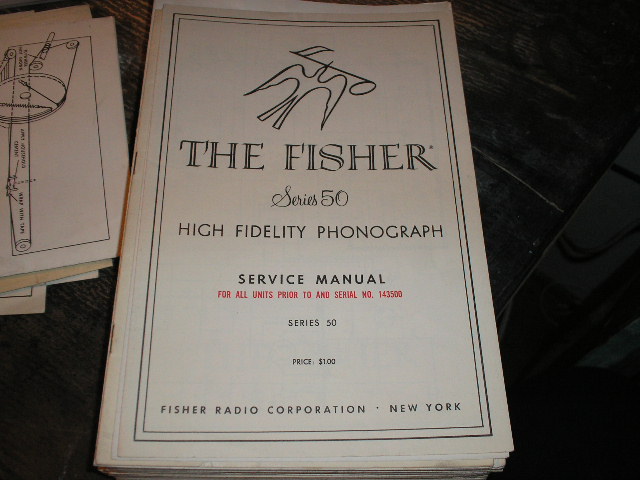 THE FISHER
Series 50
HIGH FIDELITY PHONOGRAPH
SERVICE MANUAL
FOR ALL UNITS PRIOR TO AND SERIAL NO. 143500
SERIES 50
PRICE: $1.00
FISHER RADIO CORPORATION · NEW YORK